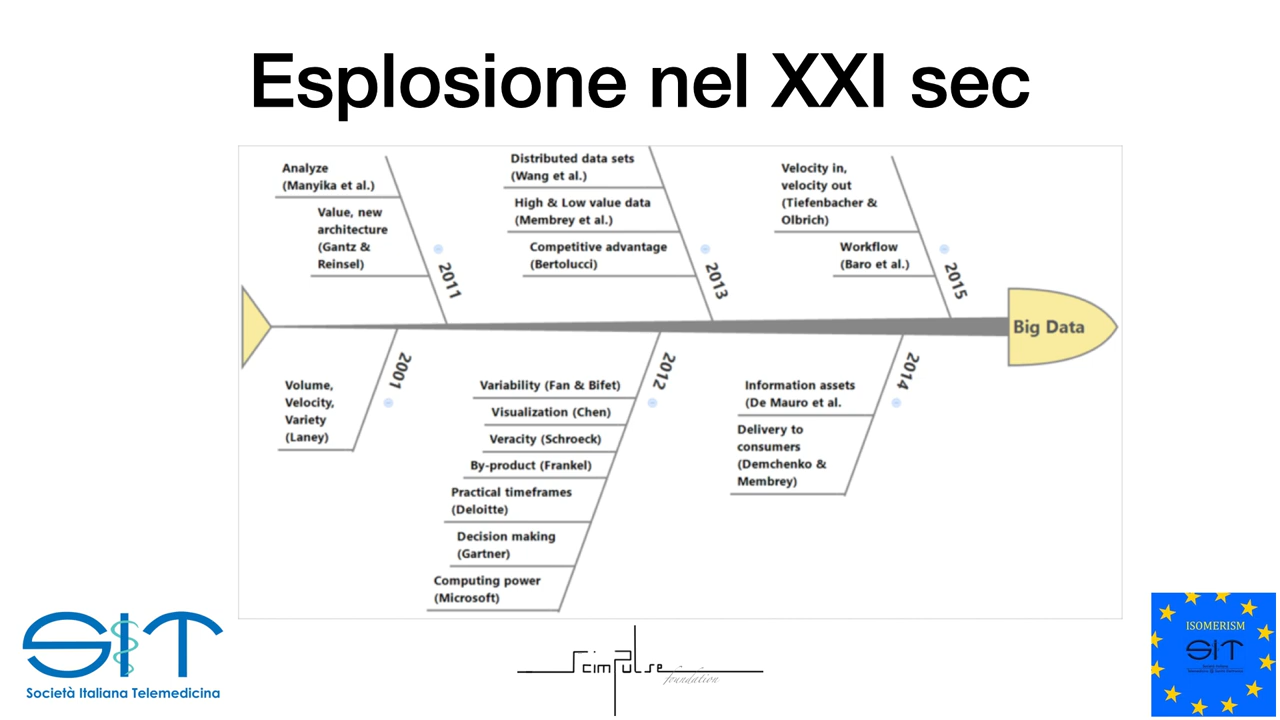 Esplosione nel XXI sec
Analyze
(Manyika et al.)
Value, new
architecture
(Gantz &
Reinsel)
2011
Distributed data sets
(Wang et al.)
High & Low value data
(Membrey et al.)
Competitive advantage
(Bertolucci)
2013
Velocity in,
velocity out
(Tiefenbacher &
Olbrich)
Workflow
(Baro et al.)
2015
Big Data
Volume,
Velocity,
Variety
(Laney)
2001
Variability (Fan & Bifet)
Visualization (Chen)
Veracity (Schroeck)
By-product (Frankel)
Practical timeframes
(Deloitte)
Decision making
(Gartner)
Computing power
(Microsoft)
2012
Information assets
(De Mauro et al.
Delivery to
consumers
(Demchenko &
Membrey)
2014
SIT
Società Italiana Telemedicina
scimPulse
foundation
ISOMERISM
SIT